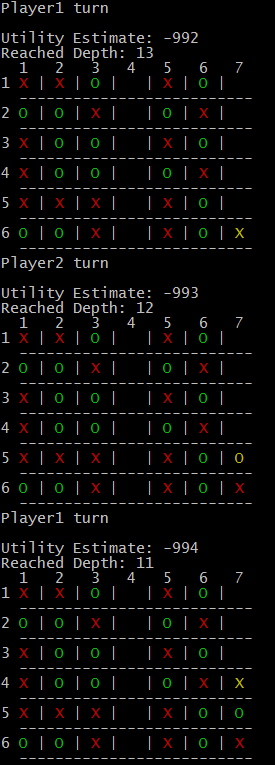 Player1 turn
Utility Estimate: -992
Reached Depth: 13
1 2 3 4 5 6 7
1 X | X | O |   | X | O |
---------------------------
2 O | O | X |   | O | X |
---------------------------
3 X | O | O |   | X | O |
---------------------------
4 X | O | O |   | O | X |
---------------------------
5 X | X | X |   | X | O |
---------------------------
6 O | O | X |   | X | O | X
---------------------------
Player2 turn
Utility Estimate: -993
Reached Depth: 12
1 2 3 4 5 6 7
1 X | X | O |   | X | O |
---------------------------
2 O | O | X |   | O | X |
---------------------------
3 X | O | O |   | X | O |
---------------------------
4 X | O | O |   | O | X |
---------------------------
5 X | X | X |   | X | O | O
---------------------------
6 O | O | X |   | X | O | X
---------------------------
Player1 turn
Utility Estimate: -994
Reached Depth: 11
1 2 3 4 5 6 7
1 X | X | O |   | X | O |
---------------------------
2 O | O | X |   | O | X |
---------------------------
3 X | O | O |   | X | O |
---------------------------
4 X | O | O |   | O | X | X
---------------------------
5 X | X | X |   | X | O | O
---------------------------
6 O | O | X |   | X | O | X
---------------------------